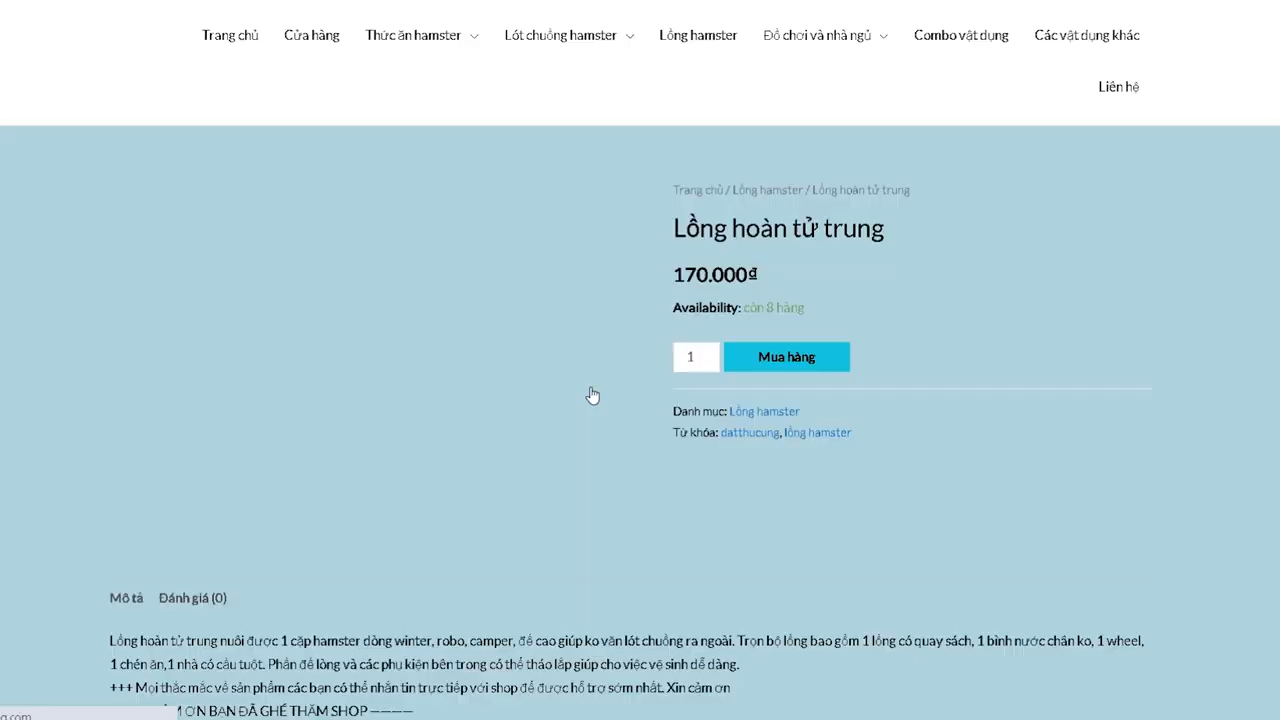 Trang chủ Cửa hàng Thức ăn hamster Lót chuồng hamster Lồng hamster Đồ chơi và nhà ngủ Combo vật dụng Các vật dụng khác
Liên hệ
Trang chủ / Lồng hamster / Lồng hoàn tử trung
Lồng hoàn tử trung
170.000₫
Availability: còn 8 hàng
1 Mua hàng
Danh mục: Lồng hamster
Từ khóa: datthucung, lồng hamster
Mô tả Đánh giá (0)
Lồng hoàn tử trung nuôi được 1 cặp hamster dòng winter, robo, camper, đế cao giúp ko văn lót chuồng ra ngoài. Trọn bộ lồng bao gồm 1 lồng có quay sách, 1 bình nước chân ko, 1 wheel,
1 chén ăn,1 nhà có cầu tuột. Phần đế lòng và các phụ kiện bên trong có thể tháo lắp giúp cho việc vệ sinh dễ dàng.
+++ Mọi thắc mắc về sản phẩm các bạn có thể nhắn tin trực tiếp với shop để được hỗ trợ sớm nhất. Xin cảm ơn
ƠN BẠN ĐÃ GHÉ THĂM SHOP ————